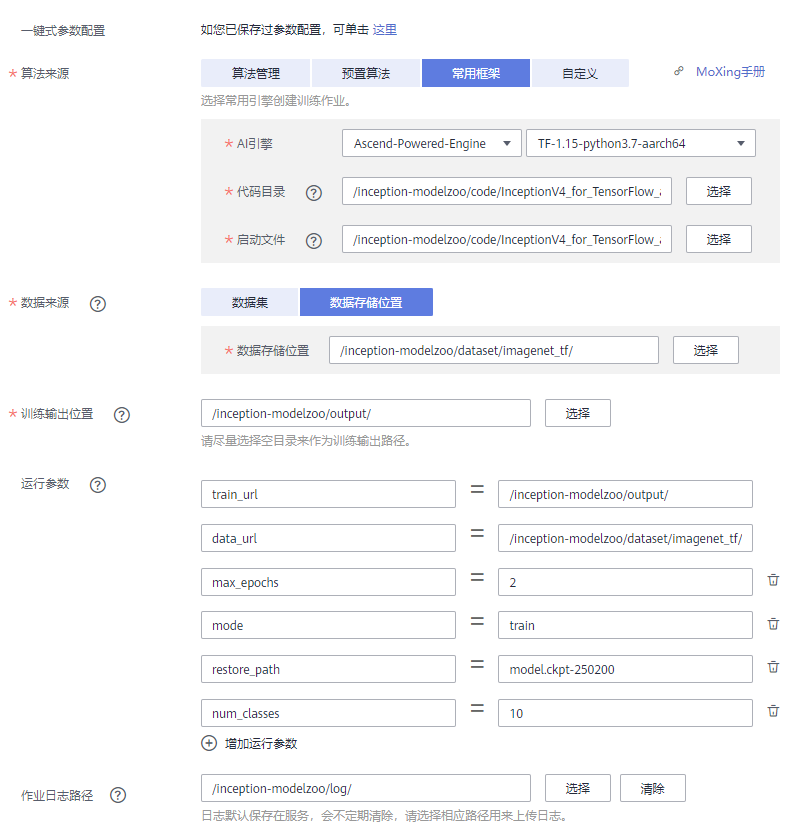 一键式参数配置 如您已保存过参数配置，可单击 这里
* 算法来源 算法管理 预置算法 常用框架 自定义 MoXing手册
选择常用引擎创建训练作业。
* AI引擎 Ascend-Powered-Engine TF-1.15-python3.7-aarch64
* 代码目录 ? /inception-modelzoo/code/InceptionV4_for_TensorFlow_a 选择
* 启动文件 ? /inception-modelzoo/code/InceptionV4_for_TensorFlow_a 选择
* 数据来源 ? 数据集 数据存储位置
* 数据存储位置 /inception-modelzoo/dataset/imagenet_tf/ 选择
* 训练输出位置 ? /inception-modelzoo/output/ 选择
请尽量选择空目录来作为训练输出路径。
运行参数 ? train_url = /inception-modelzoo/output/
data_url = /inception-modelzoo/dataset/imagenet_tf/
max_epochs = 2
mode = train
restore_path = model.ckpt-250200
num_classes = 10
增加运行参数
作业日志路径 ? /inception-modelzoo/log/ 选择 清除
日志默认保存在服务，会不定期清除，请选择相应路径用来上传日志。